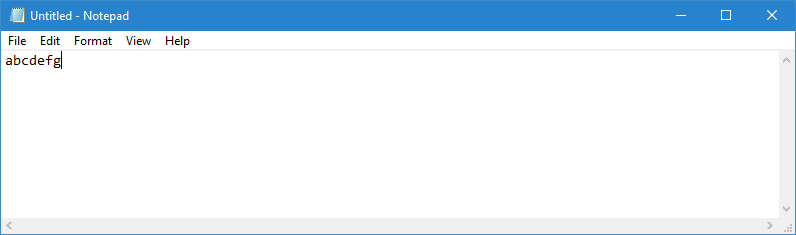 Untitled - Notepad
File Edit Format View Help
abcdefg